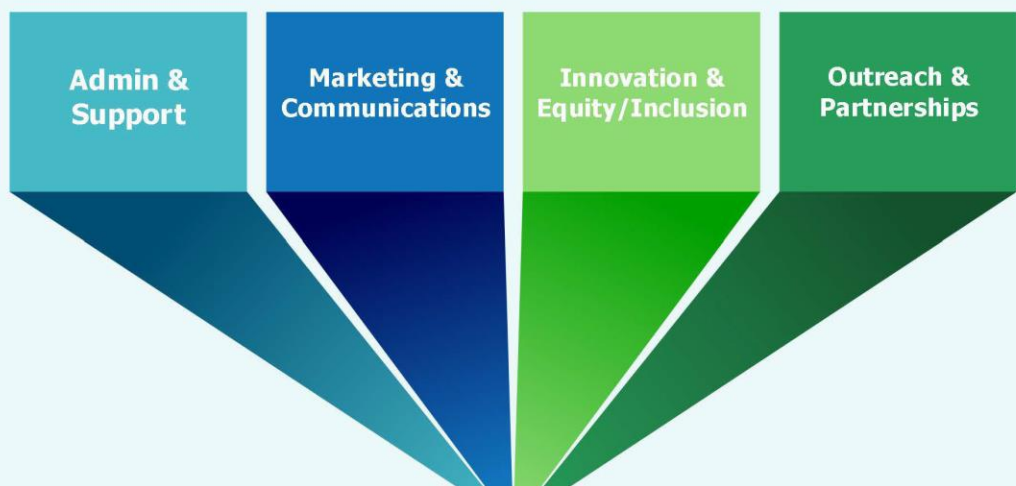 Admin &
Support
Marketing &
Communications
Innovation &
Equity/Inclusion
Outreach &
Partnerships